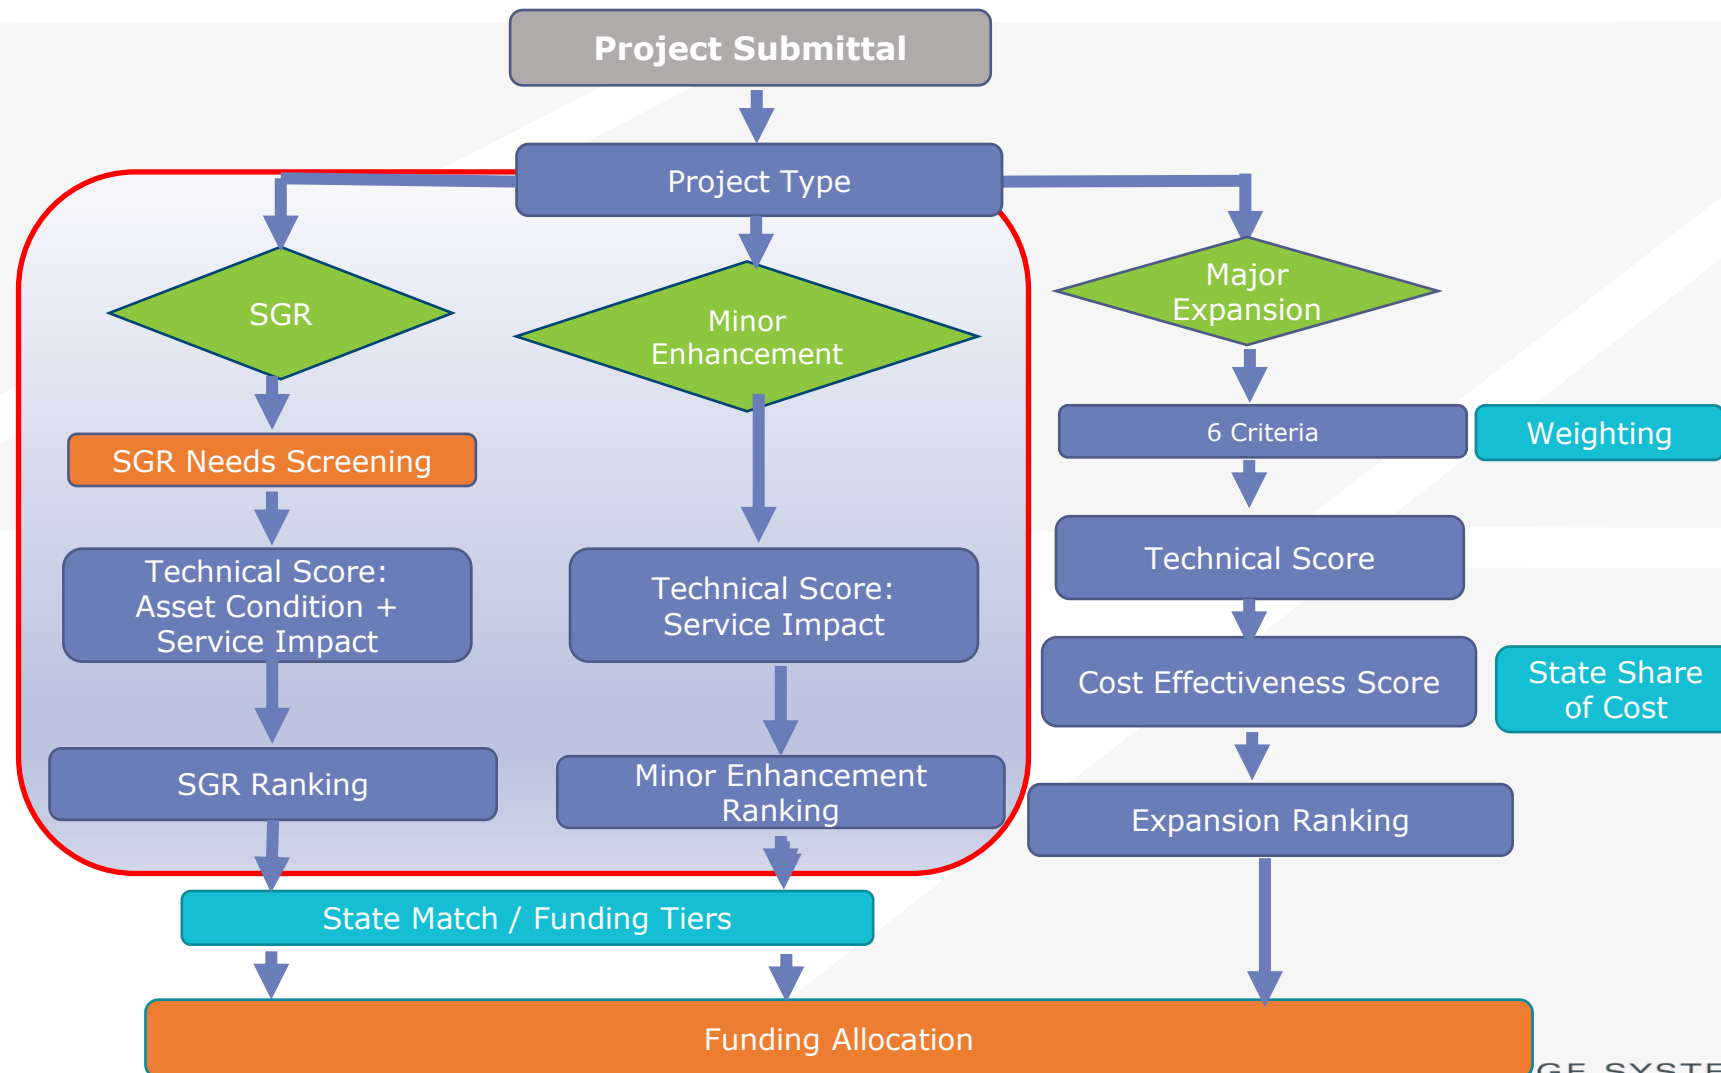 Project Submittal
Project Type
SGR
Minor
Enhancement
Major
Expansion
SGR Needs Screening
6 Criteria
Weighting
Technical Score:
Asset Condition +
Service Impact
Technical Score:
Service Impact
Technical Score
Cost Effectiveness Score
State Share
of Cost
SGR Ranking
Minor Enhancement
Ranking
Expansion Ranking
State Match / Funding Tiers
Funding Allocation